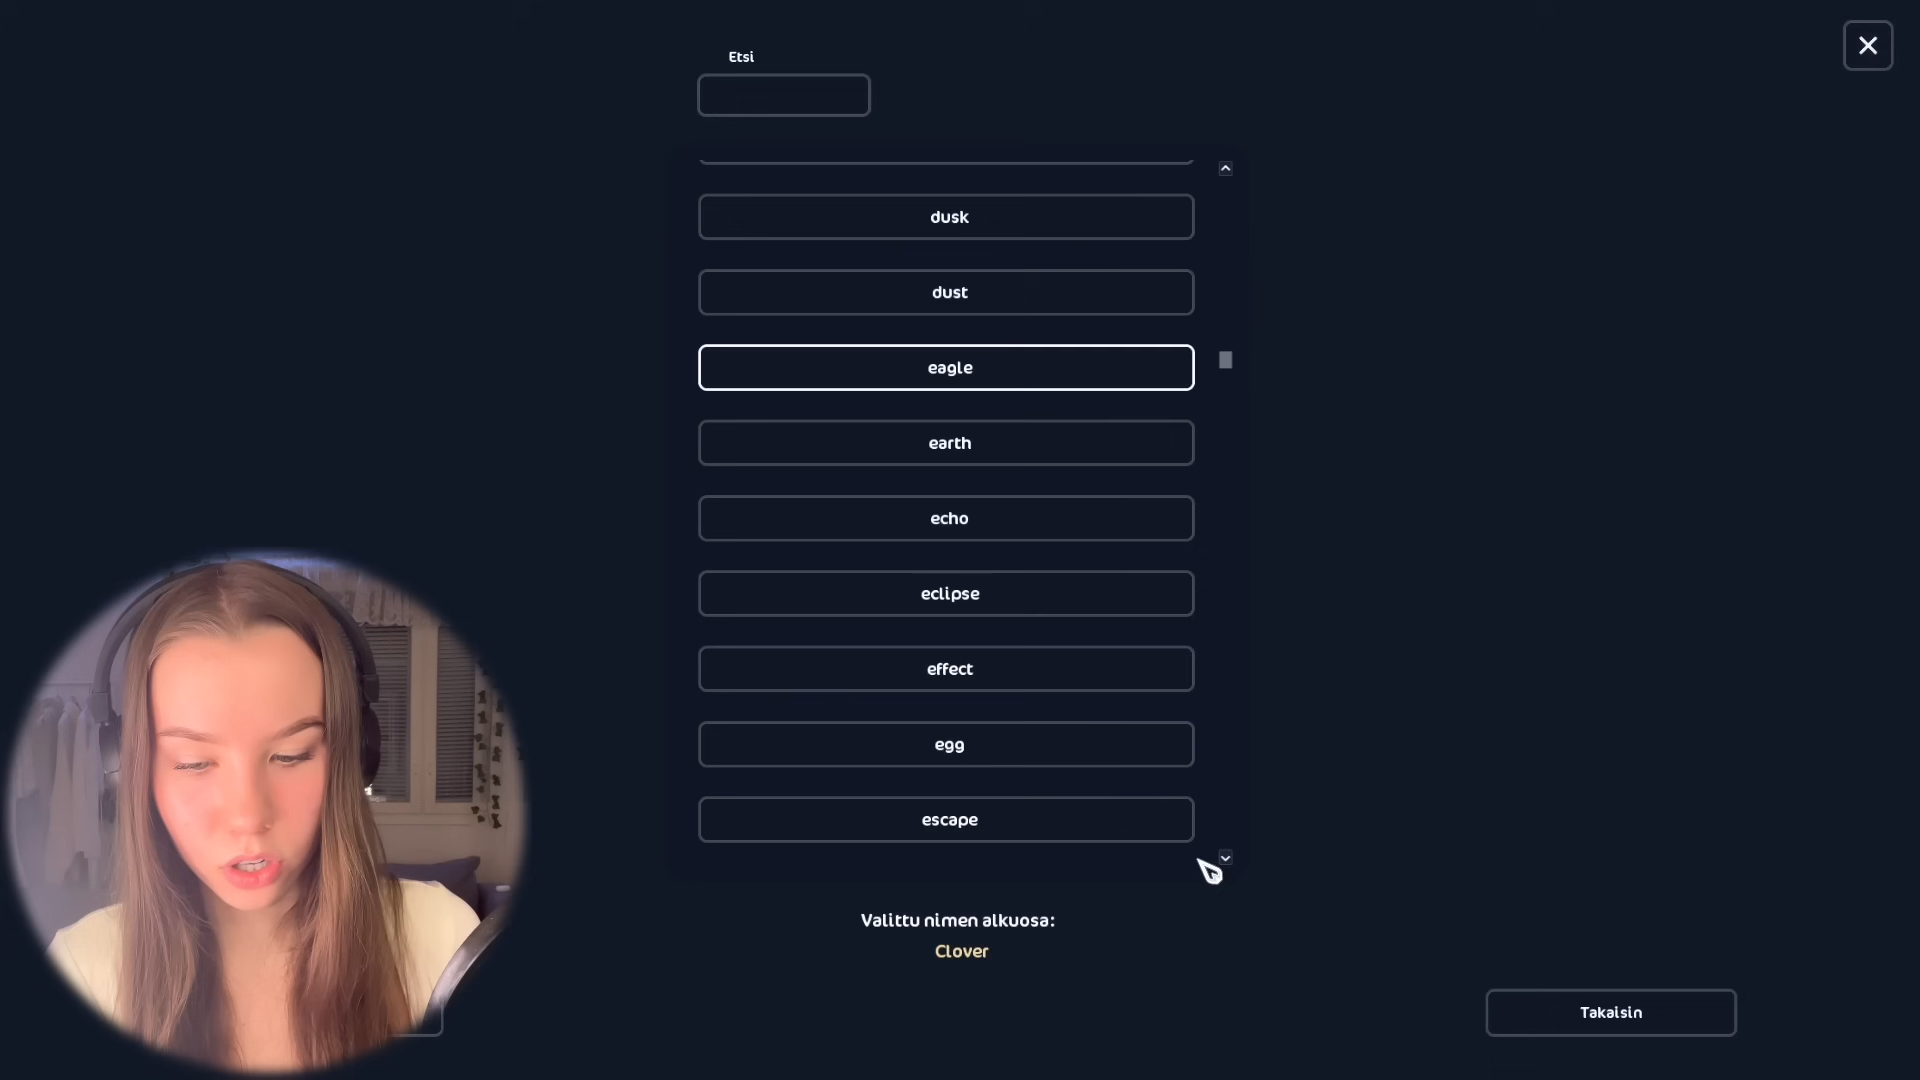 Etsi
dusk
dust
eagle
earth
echo
eclipse
effect
egg
escape
Valittu nimen alkuosa:
Clover
Takaisin